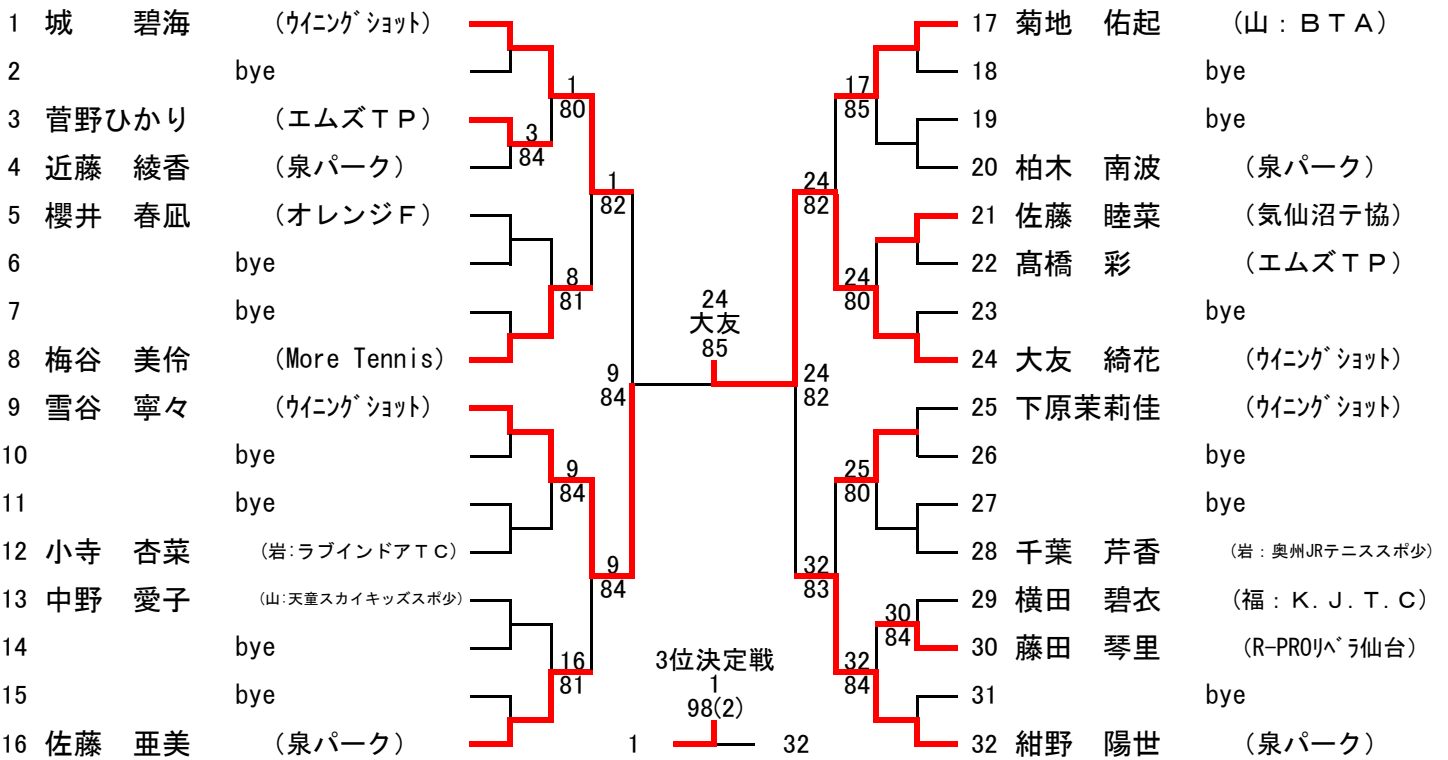 1 城 碧海 (ウイニングショット)
2 bye
3 菅野ひかり (エムズTP)
4 近藤 綾香 (泉パーク)
5 櫻井 春凪 (オレンジF)
6 bye
7 bye
8 梅谷 美伶 (More Tennis)
9 雪谷 寧々 (ウイニングショット)
10 bye
11 bye
12 小寺 杏菜 (岩:ラブインドアTC)
13 中野 愛子 (山:天童スカイキッズスポ少)
14 bye
15 bye
16 佐藤 亜美 (泉パーク)
3
84
1
80
8
81
9
84
16
81
1
82
9
84
9
84
24
大友
85
3位決定戦
1
98(2)
1 32
24
82
24
82
32
83
17
85
24
80
25
80
32
84
30
84
17 菊地 佑起 (山:BTA)
18 bye
19 bye
20 柏木 南波 (泉パーク)
21 佐藤 睦菜 (気仙沼テ協)
22 髙橋 彩 (エムズTP)
23 bye
24 大友 綺花 (ウイニングショット)
25 下原茉莉佳 (ウイニングショット)
26 bye
27 bye
28 千葉 芹香 (岩:奥州JRテニススポ少)
29 横田 碧衣 (福:K.J.T.C)
30 藤田 琴里 (R-PROリベラ仙台)
31 bye
32 紺野 陽世 (泉パーク)